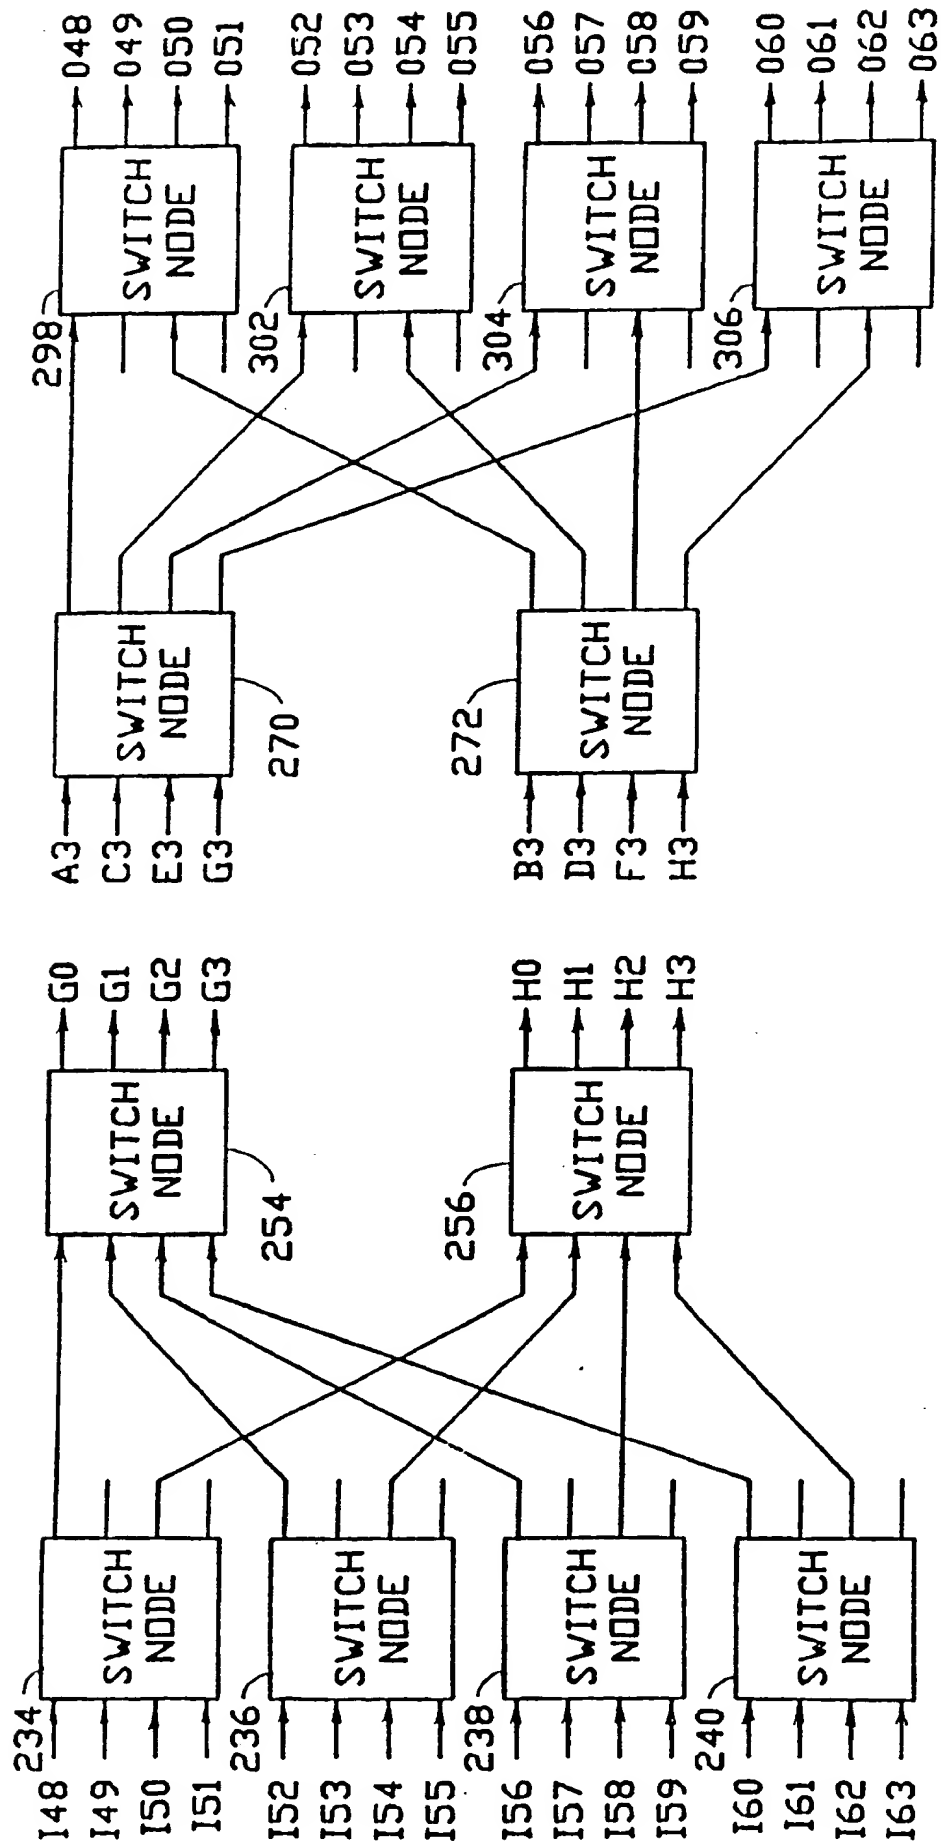 234
I48
I49
I50
I51
SWITCH
NODE
236
I52
I53
I54
I55
SWITCH
NODE
238
I56
I57
I58
I59
SWITCH
NODE
240
I60
I61
I62
I63
SWITCH
NODE
SWITCH
NODE
254
G0
G1
G2
G3
256
SWITCH
NODE
H0
H1
H2
H3
A3
C3
E3
G3
SWITCH
NODE
270
272
B3
D3
F3
H3
SWITCH
NODE
298
SWITCH
NODE
O48
O49
O50
O51
302
SWITCH
NODE
O52
O53
O54
O55
304
SWITCH
NODE
O56
O57
O58
O59
306
SWITCH
NODE
O60
O61
O62
O63